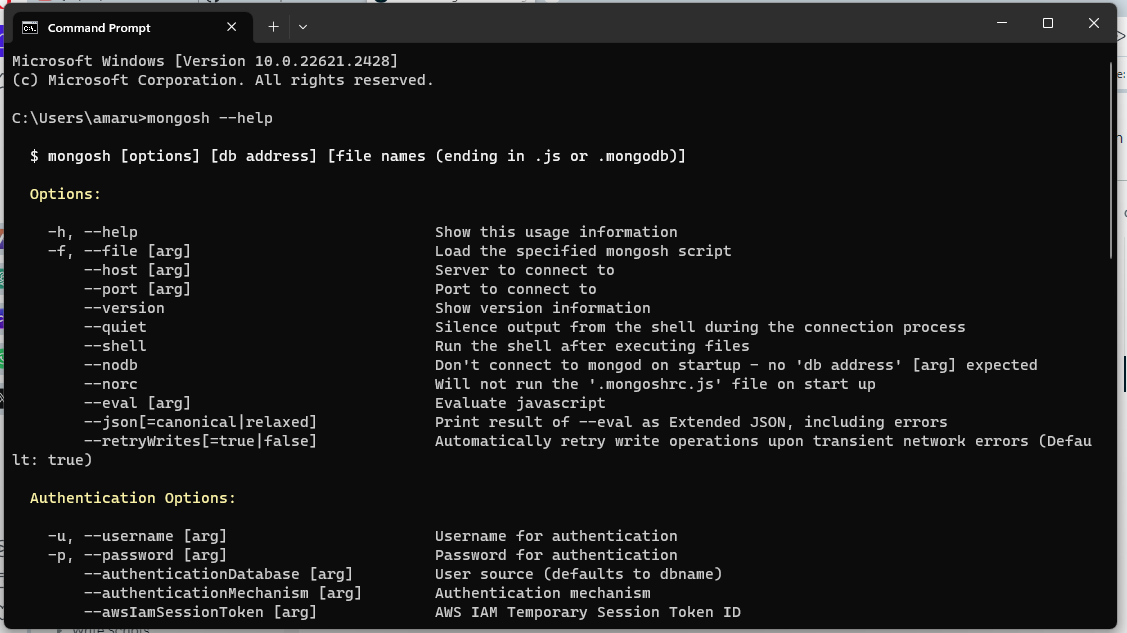 Command Prompt
Microsoft Windows [Version 10.0.22621.2428]
(c) Microsoft Corporation. All rights reserved.
C:\Users\amaru>mongosh --help
$ mongosh [options] [db address] [file names (ending in .js or .mongodb)]
Options:
-h, --help Show this usage information
-f, --file [arg] Load the specified mongosh script
--host [arg] Server to connect to
--port [arg] Port to connect to
--version Show version information
--quiet Silence output from the shell during the connection process
--shell Run the shell after executing files
--nodb Don't connect to mongod on startup - no 'db address' [arg] expected
--norc Will not run the '.mongoshrc.js' file on start up
--eval [arg] Evaluate javascript
--json[=canonical|relaxed] Print result of --eval as Extended JSON, including errors
--retryWrites[=true|false] Automatically retry write operations upon transient network errors (Defau
lt: true)
Authentication Options:
-u, --username [arg] Username for authentication
-p, --password [arg] Password for authentication
--authenticationDatabase [arg] User source (defaults to dbname)
--authenticationMechanism [arg] Authentication mechanism
--awsIamSessionToken [arg] AWS IAM Temporary Session Token ID